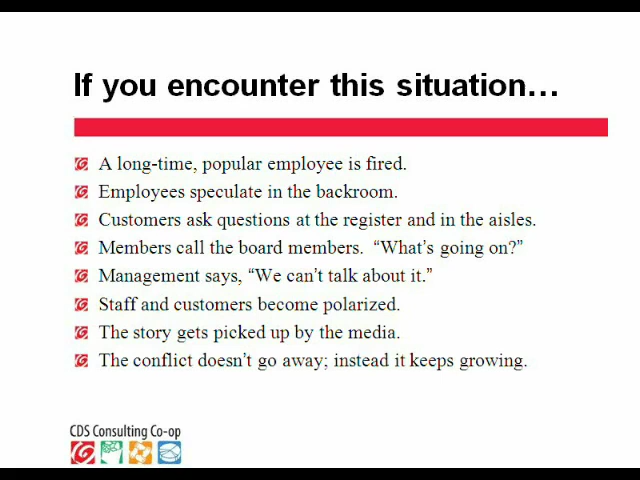 If you encounter this situation…
A long-time, popular employee is fired.
Employees speculate in the backroom.
Customers ask questions at the register and in the aisles.
Members call the board members.  “What’s going on?”
Management says, “We can’t talk about it.”
Staff and customers become polarized.
The story gets picked up by the media.
The conflict doesn’t go away; instead it keeps growing.
CDS Consulting Co-op